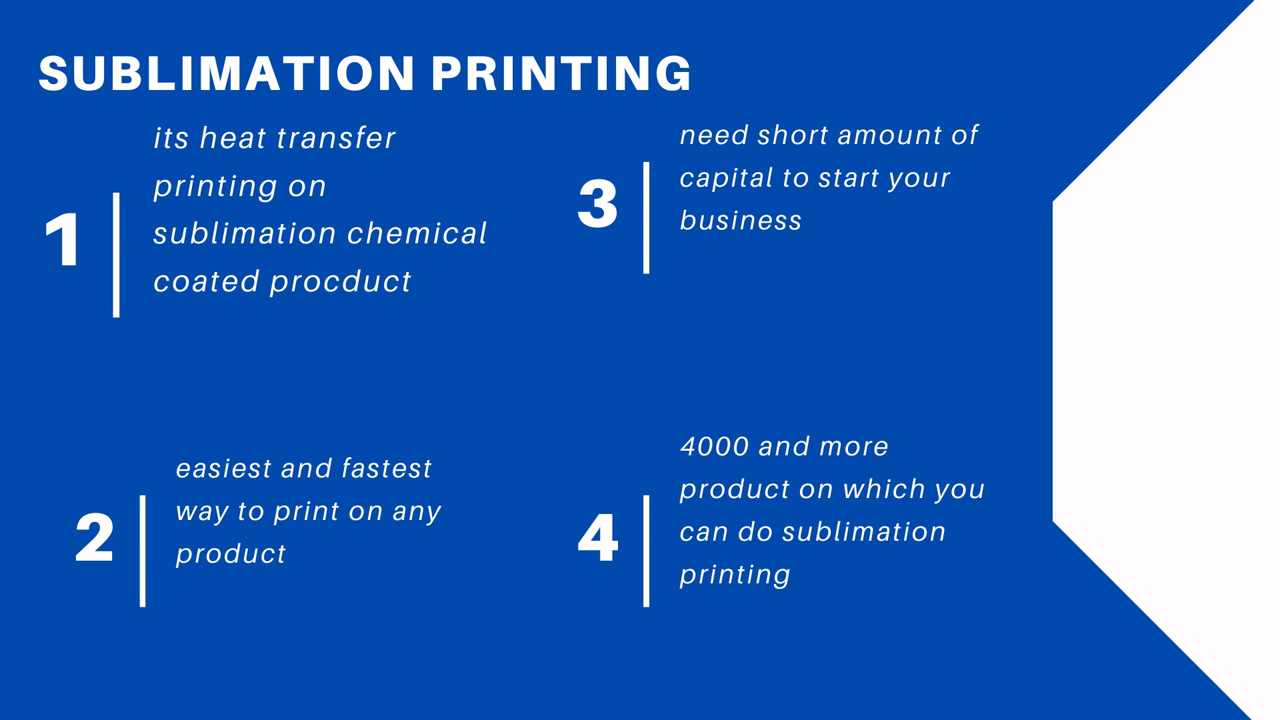 SUBLIMATION PRINTING
1
its heat transfer
printing on
sublimation chemical
coated procduct
2
easiest and fastest
way to print on any
product
3
need short amount of
capital to start your
business
4
4000 and more
product on which you
can do sublimation
printing